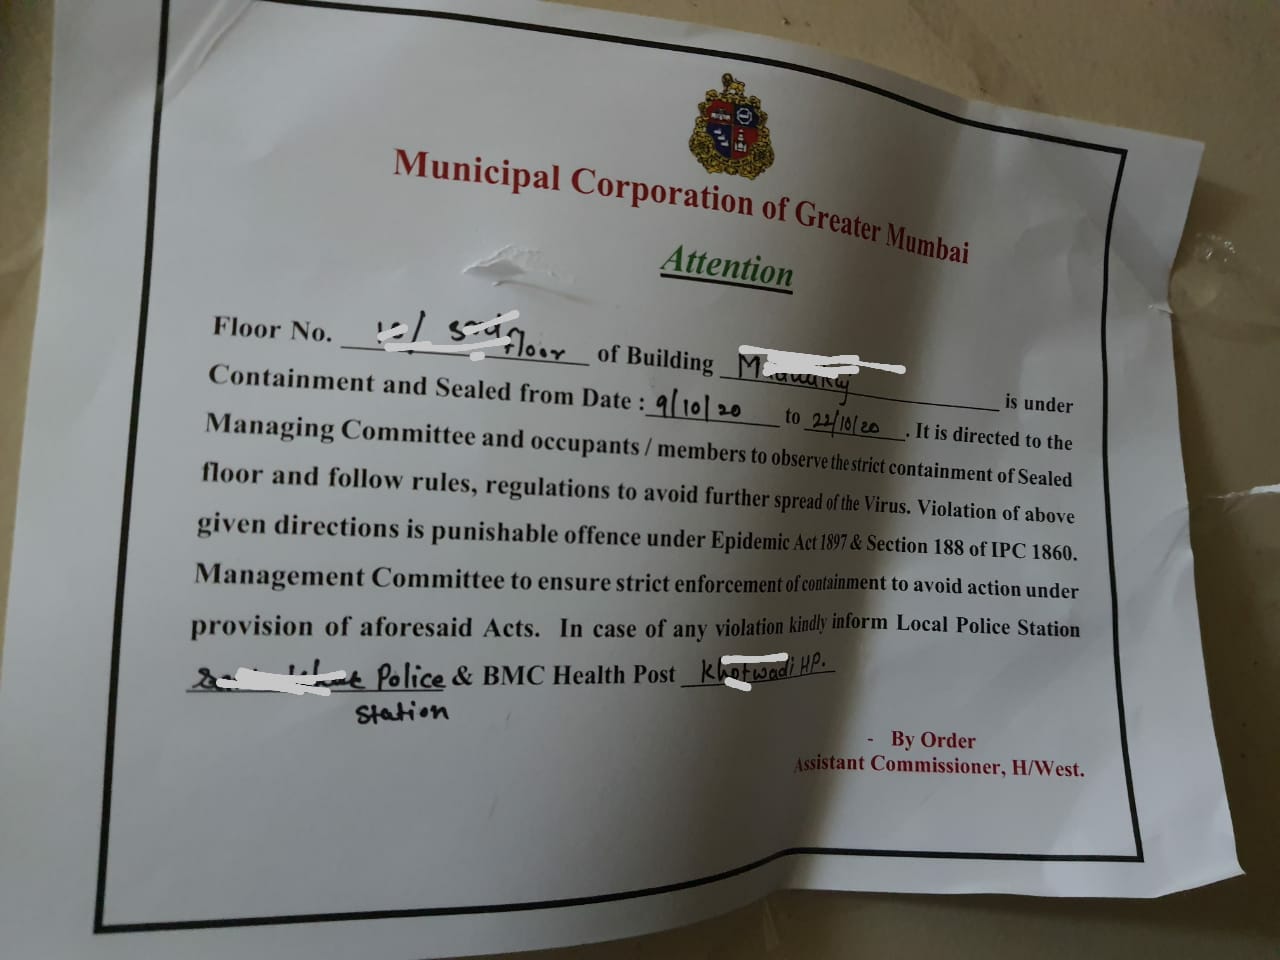 Municipal Corporation of Greater Mumbai
Attention
Floor No. floor of Building is under
Containment and Sealed from Date : 9/10/20 to 22/10/20. It is directed to the
Managing Committee and occupants / members to observe the strict containment of Sealed
floor and follow rules, regulations to avoid further spread of the Virus. Violation of above
given directions is punishable offence under Epidemic Act 1897 & Section 188 of IPC 1860.
Management Committee to ensure strict enforcement of containment to avoid action under
provision of aforesaid Acts. In case of any violation kindly inform Local Police Station
Police & BMC Health Post HP.
Station
- By Order
Assistant Commissioner, H/West.